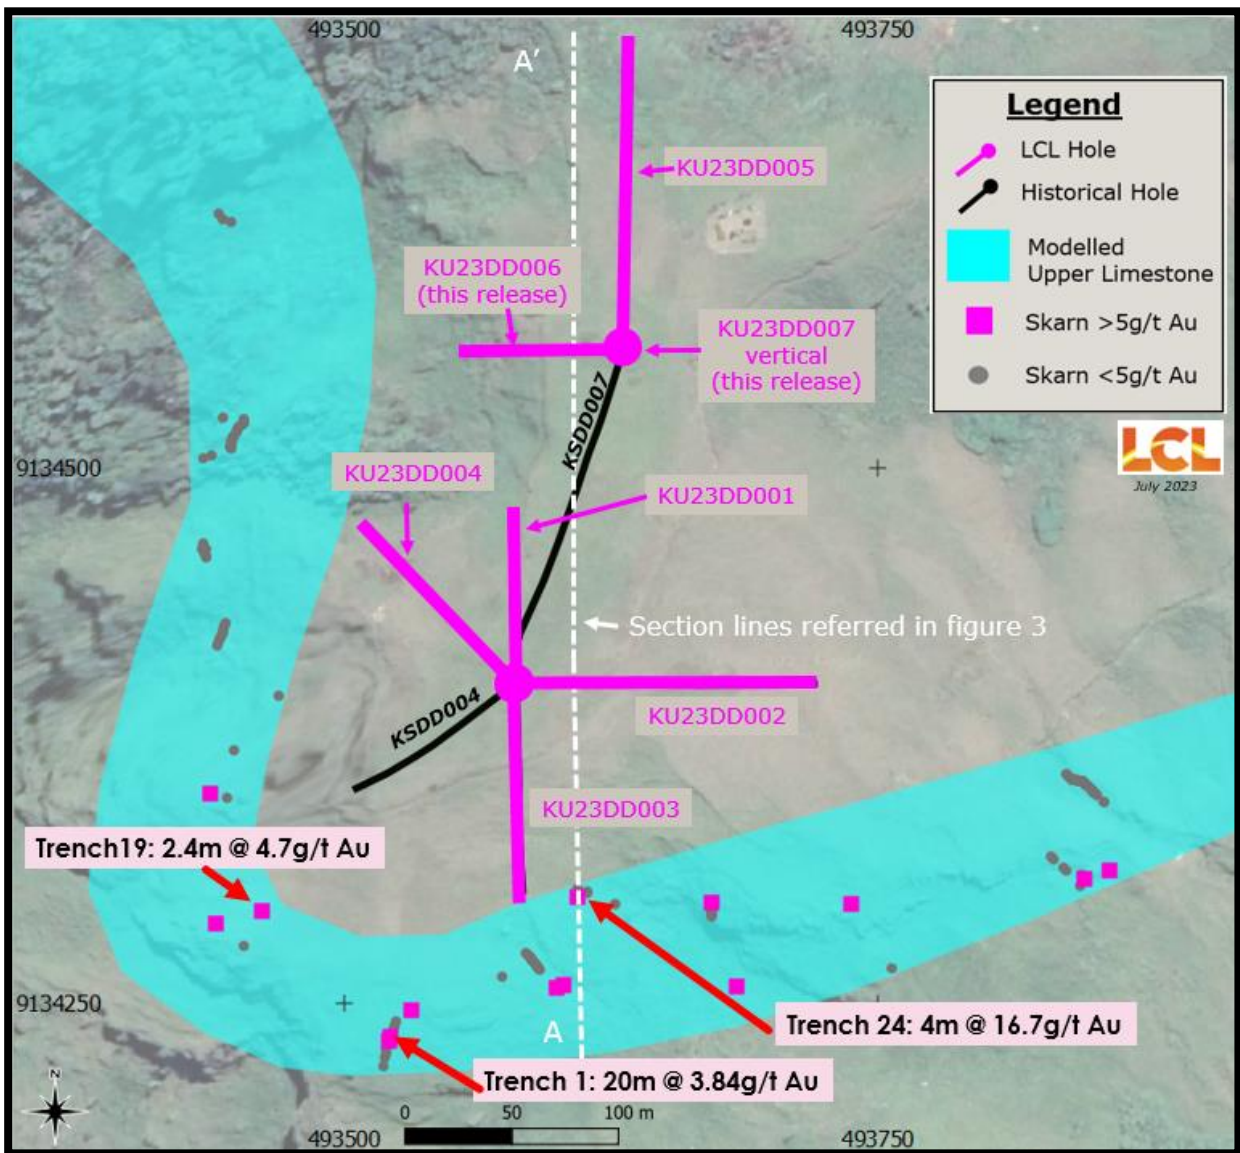 493500
493750
A'
Legend
LCL Hole
Historical Hole
Modelled
Upper Limestone
Skarn >5g/t Au
Skarn <5g/t Au
KU23DD005
KU23DD006
(this release)
KU23DD007
vertical
(this release)
KSDD007
LCL
July 2023
9134500
KU23DD004
KU23DD001
Section lines referred in figure 3
KSDD004
KU23DD002
KU23DD003
Trench19: 2.4m @ 4.7g/t Au
9134250
A
Trench 24: 4m @ 16.7g/t Au
Trench 1: 20m @ 3.84g/t Au
N
0 50 100 m
493500
493750